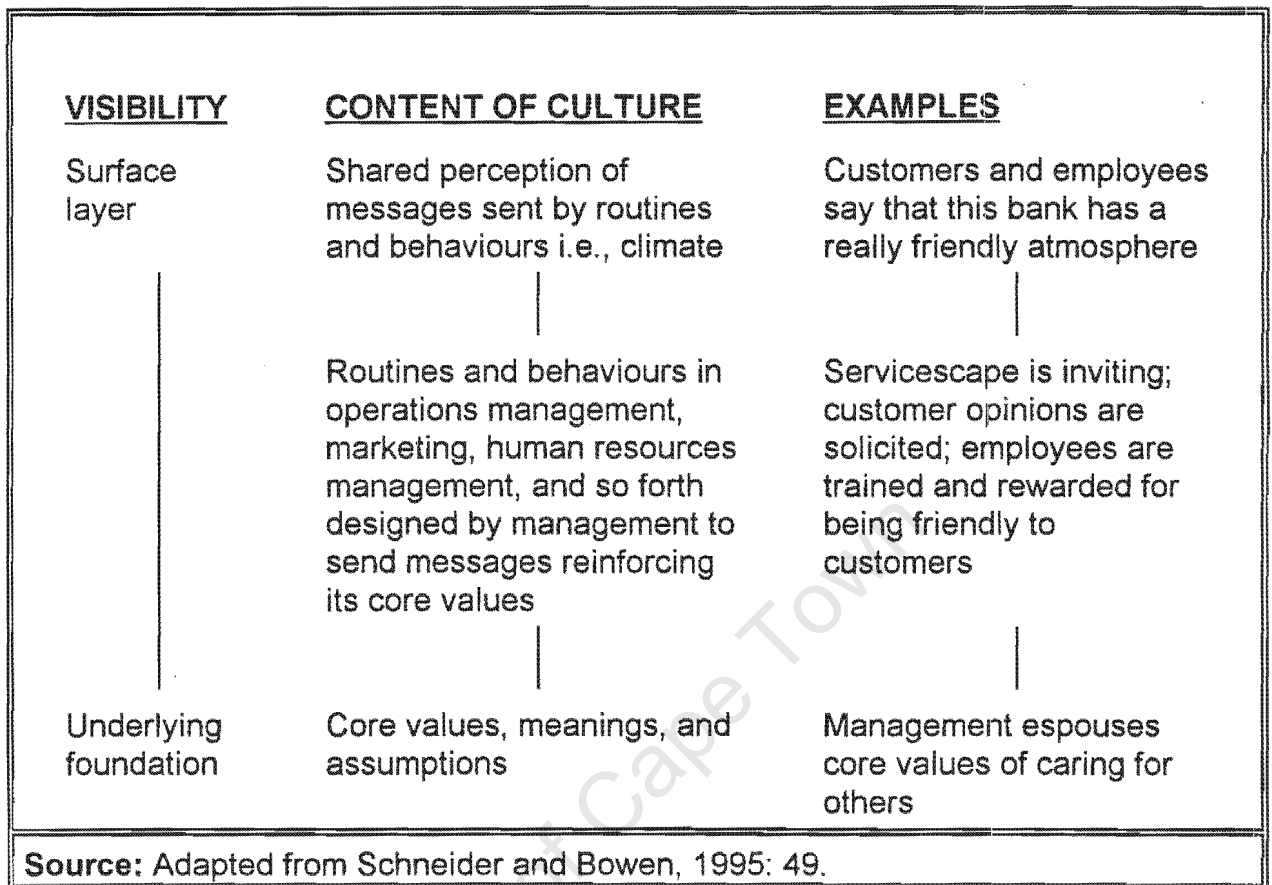 VISIBILITY
CONTENT OF CULTURE
EXAMPLES
Surface
layer
Shared perception of
messages sent by routines
and behaviours i.e., climate
Customers and employees
say that this bank has a
really friendly atmosphere
Routines and behaviours in
operations management,
marketing, human resources
management, and so forth
designed by management to
send messages reinforcing
its core values
Servicescape is inviting;
customer opinions are
solicited; employees are
trained and rewarded for
being friendly to
customers
Underlying
foundation
Core values, meanings, and
assumptions
Management espouses
core values of caring for
others
Source: Adapted from Schneider and Bowen, 1995: 49.
of Cape Town